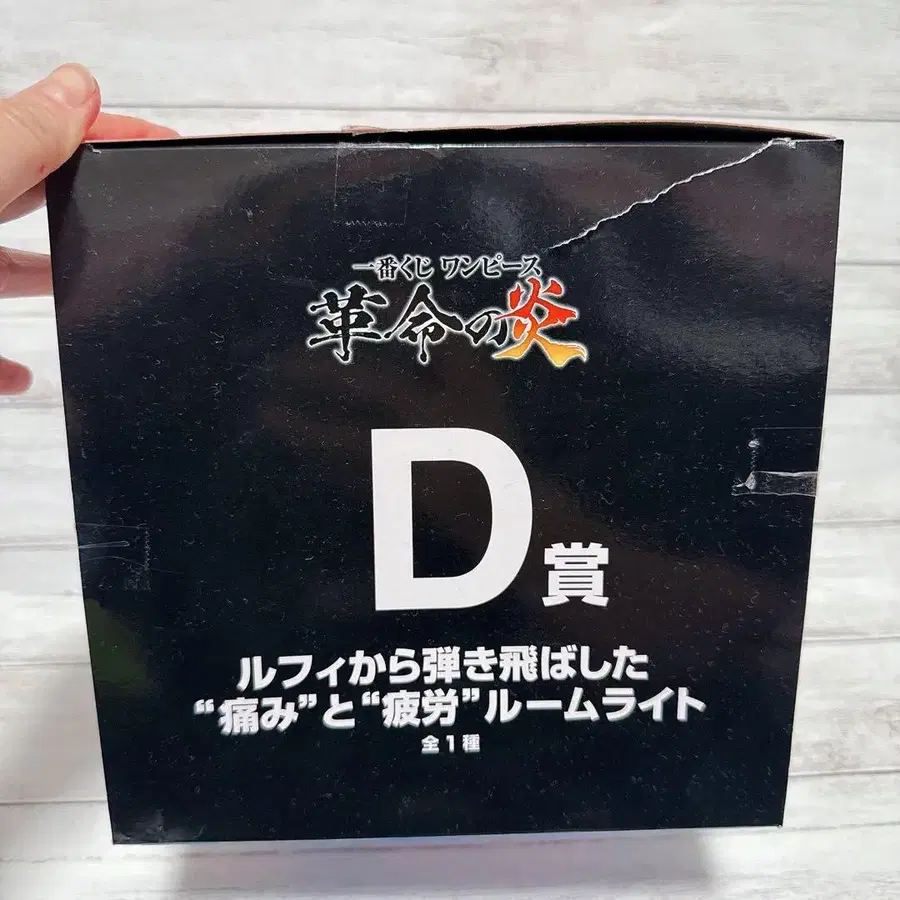 一番くじ ワンピース
革命の炎
D賞
ルフィから弾き飛ばした
“痛み”と“疲労”ルームライト
全1種